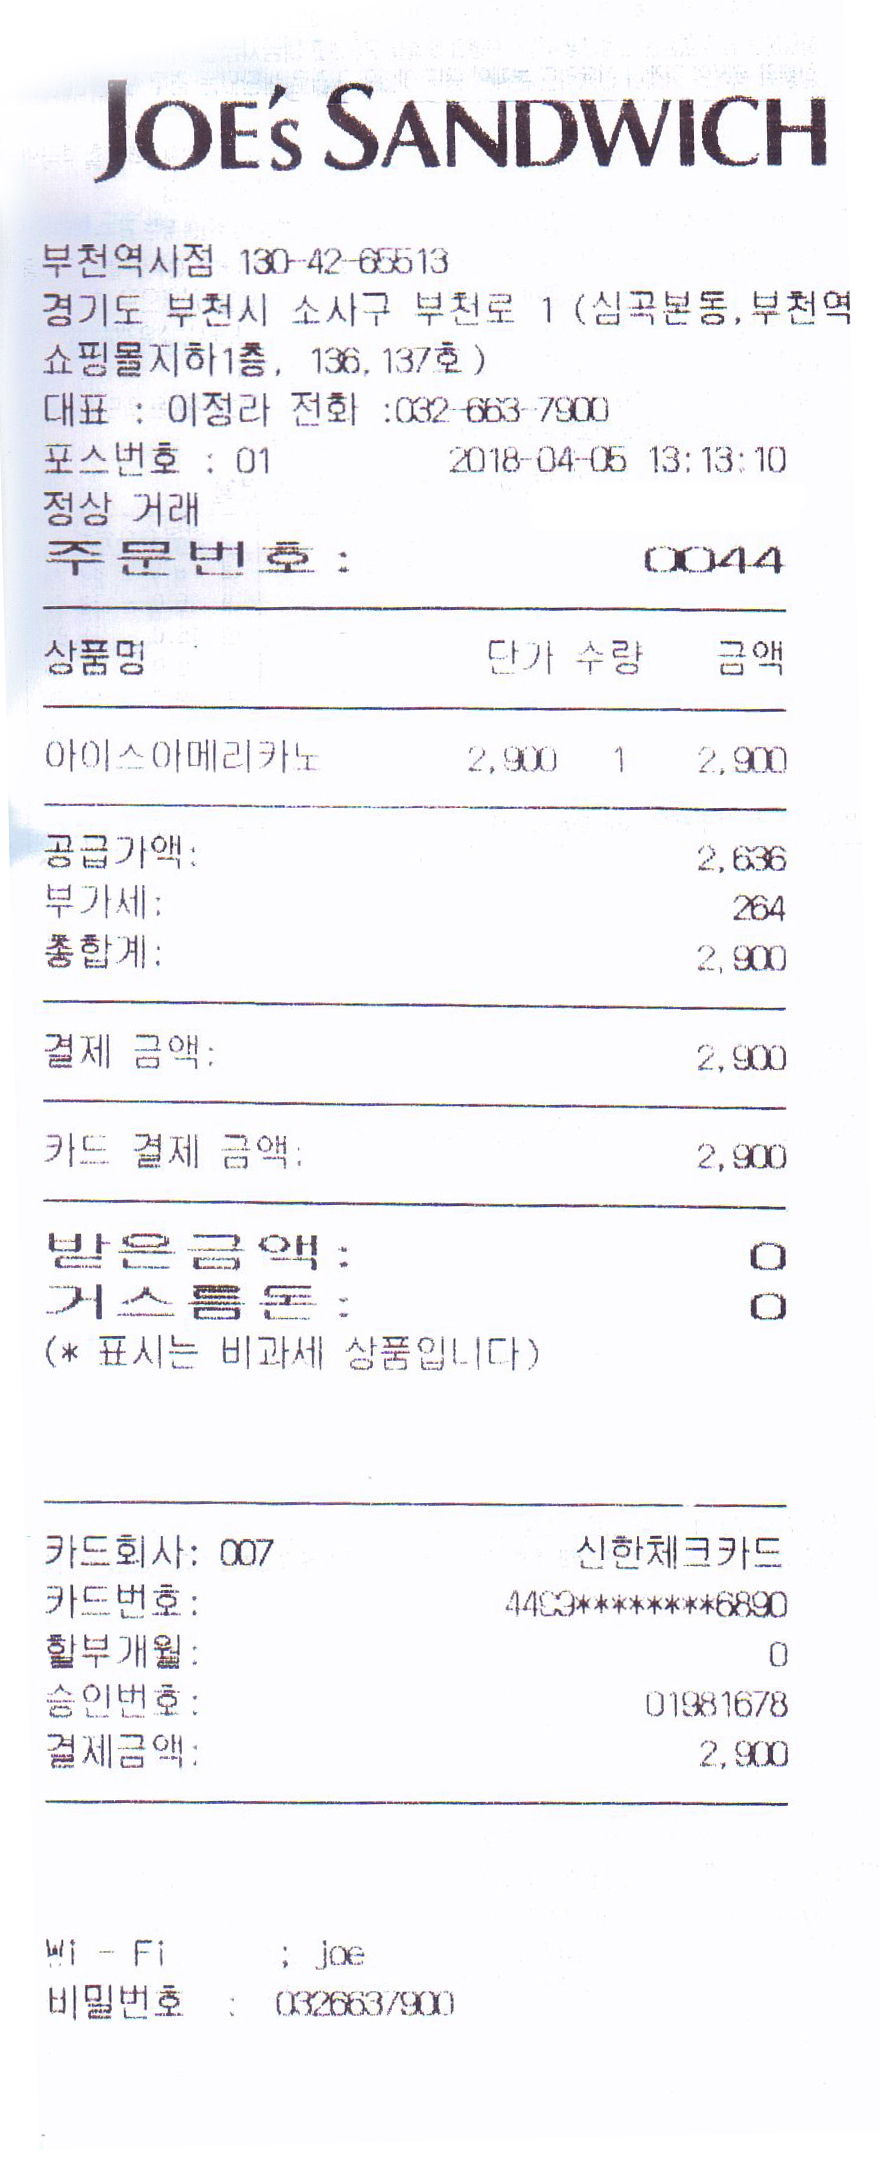 JOE's SANDWICH
부천역사점 130-42-65513
경기도 부천시 소사구 부천로 1 (심곡본동,부천역
쇼핑몰지하1층, 136,137호)
대표 : 이정라 전화 :032-663-7900
포스번호 : 01 2018-04-05 13:13:10
정상 거래
주문번호: 0044
상품명 단가 수량 금액
아이스아메리카노 2,900 1 2,900
공급가액: 2,636
부가세: 264
총합계: 2,900
결제 금액: 2,900
카드 결제 금액: 2,900
받은금액: 0
거스름돈: 0
(* 표시는 비과세 상품입니다)
카드회사: 007 신한체크카드
카드번호:
할부개월: 0
승인번호: 01981678
결제금액: 2,900
Wi - Fi ; joe
비밀번호 : 0326637900